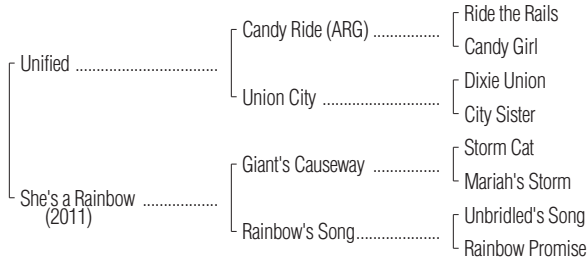 Ride the Rails
Candy Ride (ARG) ..................
Candy Girl
Unified .......................................
Dixie Union
Union City ................................
City Sister
Storm Cat
Giant's Causeway ..................
Mariah's Storm
She's a Rainbow .....................
(2011)
Unbridled's Song
Rainbow's Song......................
Rainbow Promise